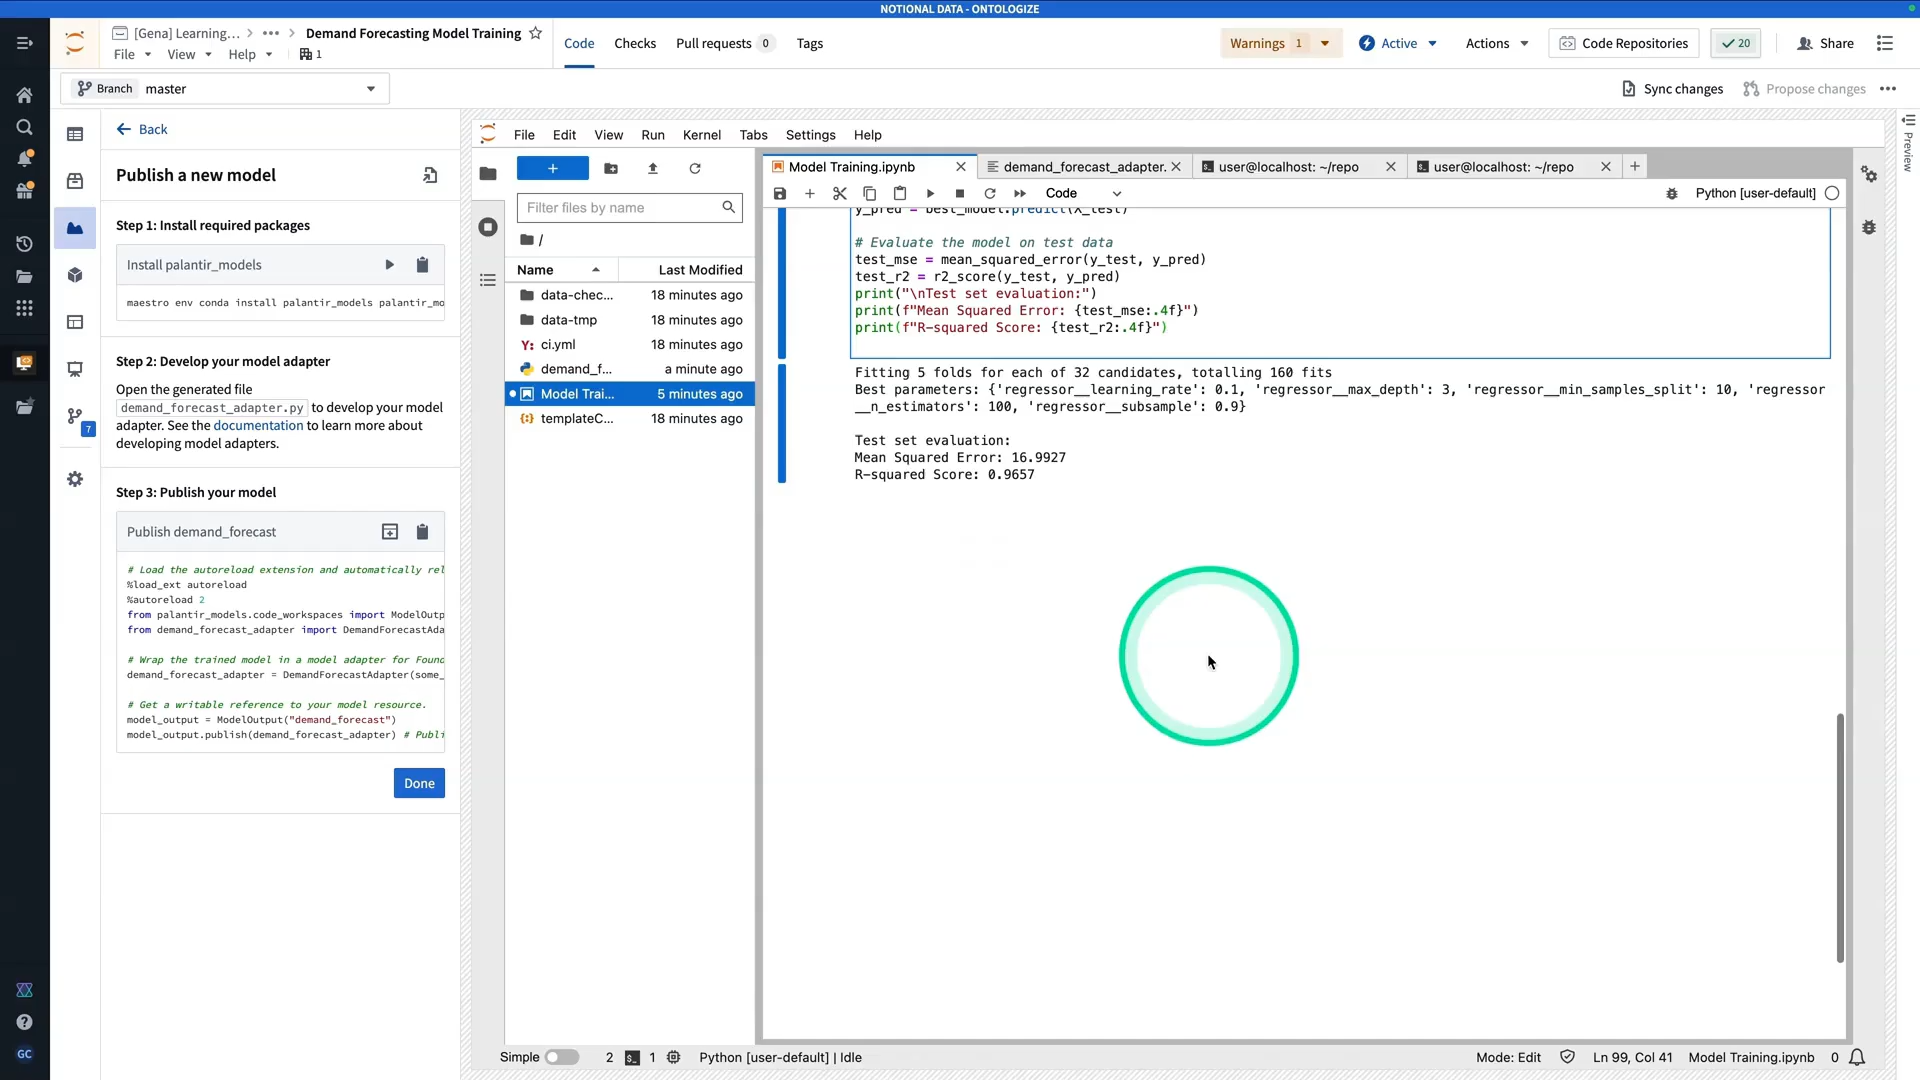 NOTIONAL DATA - ONTOLOGIZE
[Gena] Learning... > ••• > Demand Forecasting Model Training
File View Help 1
Code Checks Pull requests 0 Tags
Warnings 1 Active Actions Code Repositories 20 Share
Branch master
Sync changes Propose changes
Back
Publish a new model
Step 1: Install required packages
Install palantir_models
maestro env conda install palantir_models palantir_mo
Step 2: Develop your model adapter
Open the generated file
demand_forecast_adapter.py to develop your model
adapter. See the documentation to learn more about
developing model adapters.
Step 3: Publish your model
Publish demand_forecast
# Load the autoreload extension and automatically rel
%load_ext autoreload
%autoreload 2
from palantir_models.code_workspaces import ModelOutp
from demand_forecast_adapter import DemandForecastAda
# Wrap the trained model in a model adapter for Found
demand_forecast_adapter = DemandForecastAdapter(some_
# Get a writable reference to your model resource.
model_output = ModelOutput("demand_forecast")
model_output.publish(demand_forecast_adapter) # Publi
Done
7
GC
File Edit View Run Kernel Tabs Settings Help
Filter files by name
/
Name Last Modified
data-chec... 18 minutes ago
data-tmp 18 minutes ago
ci.yml 18 minutes ago
demand_f... a minute ago
Model Trai... 5 minutes ago
templateC... 18 minutes ago
Model Training.ipynb demand_forecast_adapter. user@localhost: ~/repo user@localhost: ~/repo
Code Python [user-default]
y_pred = best_model.predict(X_test)
# Evaluate the model on test data
test_mse = mean_squared_error(y_test, y_pred)
test_r2 = r2_score(y_test, y_pred)
print("\nTest set evaluation:")
print(f"Mean Squared Error: {test_mse:.4f}")
print(f"R-squared Score: {test_r2:.4f}")
Fitting 5 folds for each of 32 candidates, totalling 160 fits
Best parameters: {'regressor__learning_rate': 0.1, 'regressor__max_depth': 3, 'regressor__min_samples_split': 10, 'regressor
__n_estimators': 100, 'regressor__subsample': 0.9}
Test set evaluation:
Mean Squared Error: 16.9927
R-squared Score: 0.9657
Preview
Simple 2 1 Python [user-default] | Idle
Mode: Edit Ln 99, Col 41 Model Training.ipynb 0